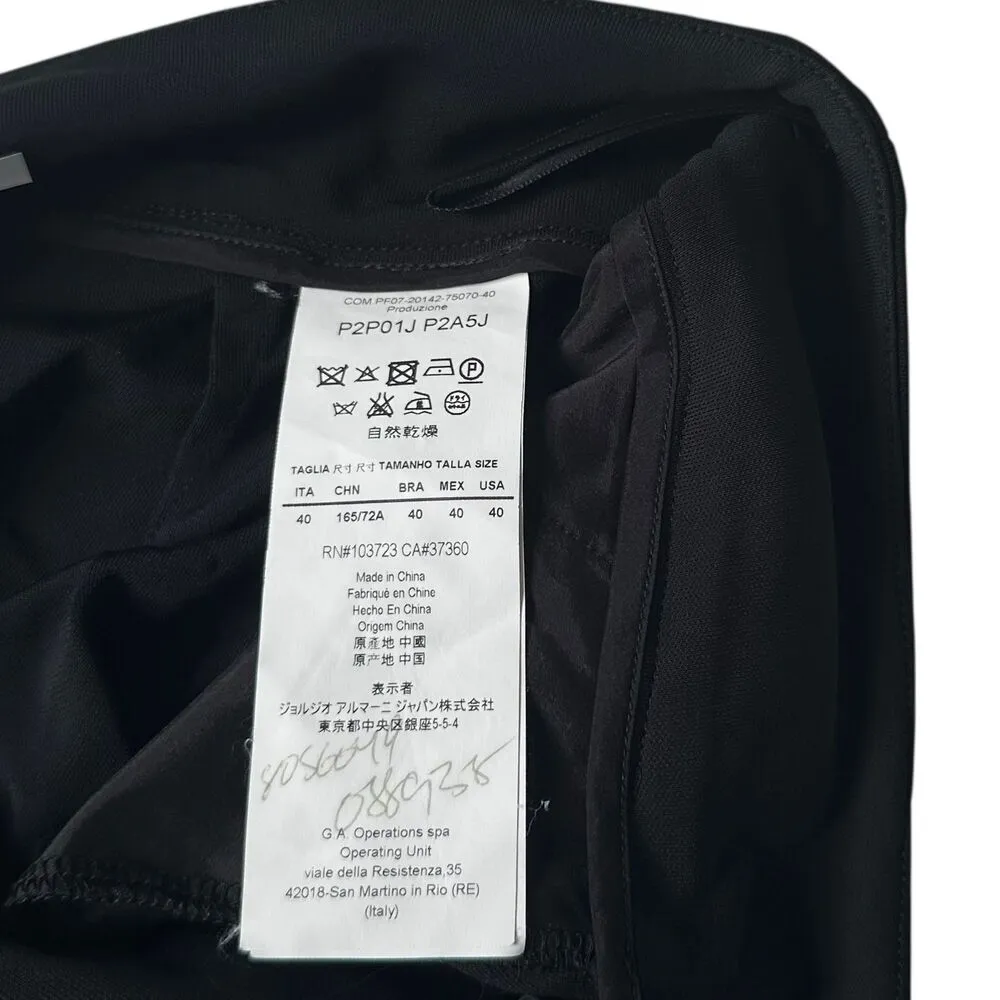 COM.PF07-20142-75070-40
Produzione
P2P01J P2A5J
P
ドライ
自然乾燥
TAGLIA 尺寸 尺寸 TAMANHO TALLA SIZE
ITA CHN BRA MEX USA
40 165/72A 40 40 40
RN#103723 CA#37360
Made in China
Fabriqué en Chine
Hecho En China
Origem China
原產地 中國
原产地 中国
表示者
ジョルジオ アルマーニ ジャパン株式会社
東京都中央区銀座5-5-4
G.A. Operations spa
Operating Unit
viale della Resistenza,35
42018-San Martino in Rio (RE)
(Italy)